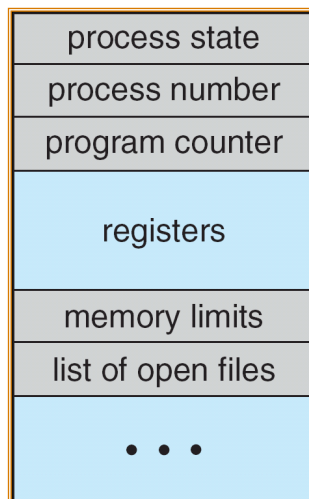 process state
process number
program counter
registers
memory limits
list of open files
• • •